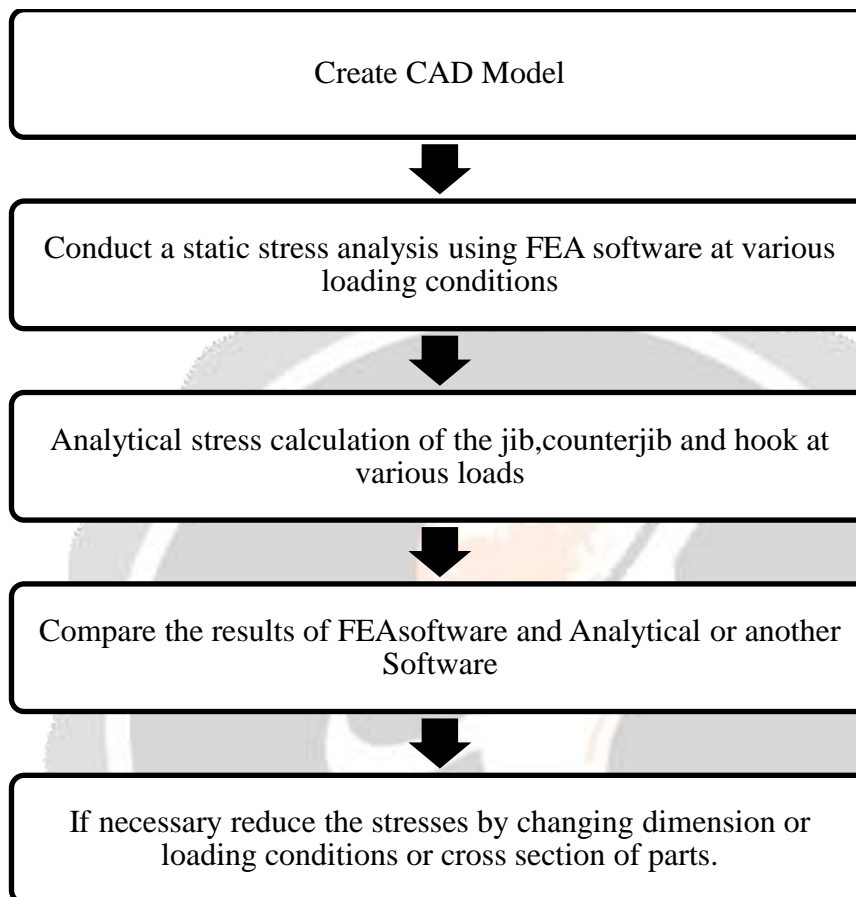 Create CAD Model
Conduct a static stress analysis using FEA software at various
loading conditions
Analytical stress calculation of the jib,counterjib and hook at
various loads
Compare the results of FEAsoftware and Analytical or another
Software
If necessary reduce the stresses by changing dimension or
loading conditions or cross section of parts.